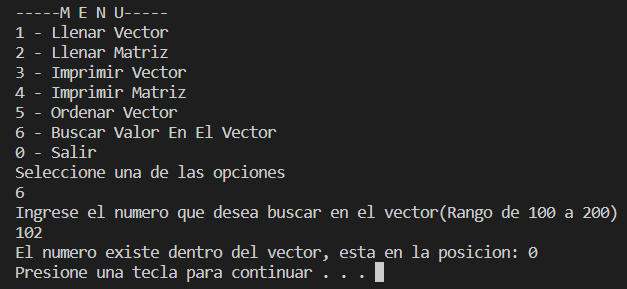 -----M E N U-----
1 - Llenar Vector
2 - Llenar Matriz
3 - Imprimir Vector
4 - Imprimir Matriz
5 - Ordenar Vector
6 - Buscar Valor En El Vector
0 - Salir
Seleccione una de las opciones
6
Ingrese el numero que desea buscar en el vector(Rango de 100 a 200)
102
El numero existe dentro del vector, esta en la posicion: 0
Presione una tecla para continuar . . .